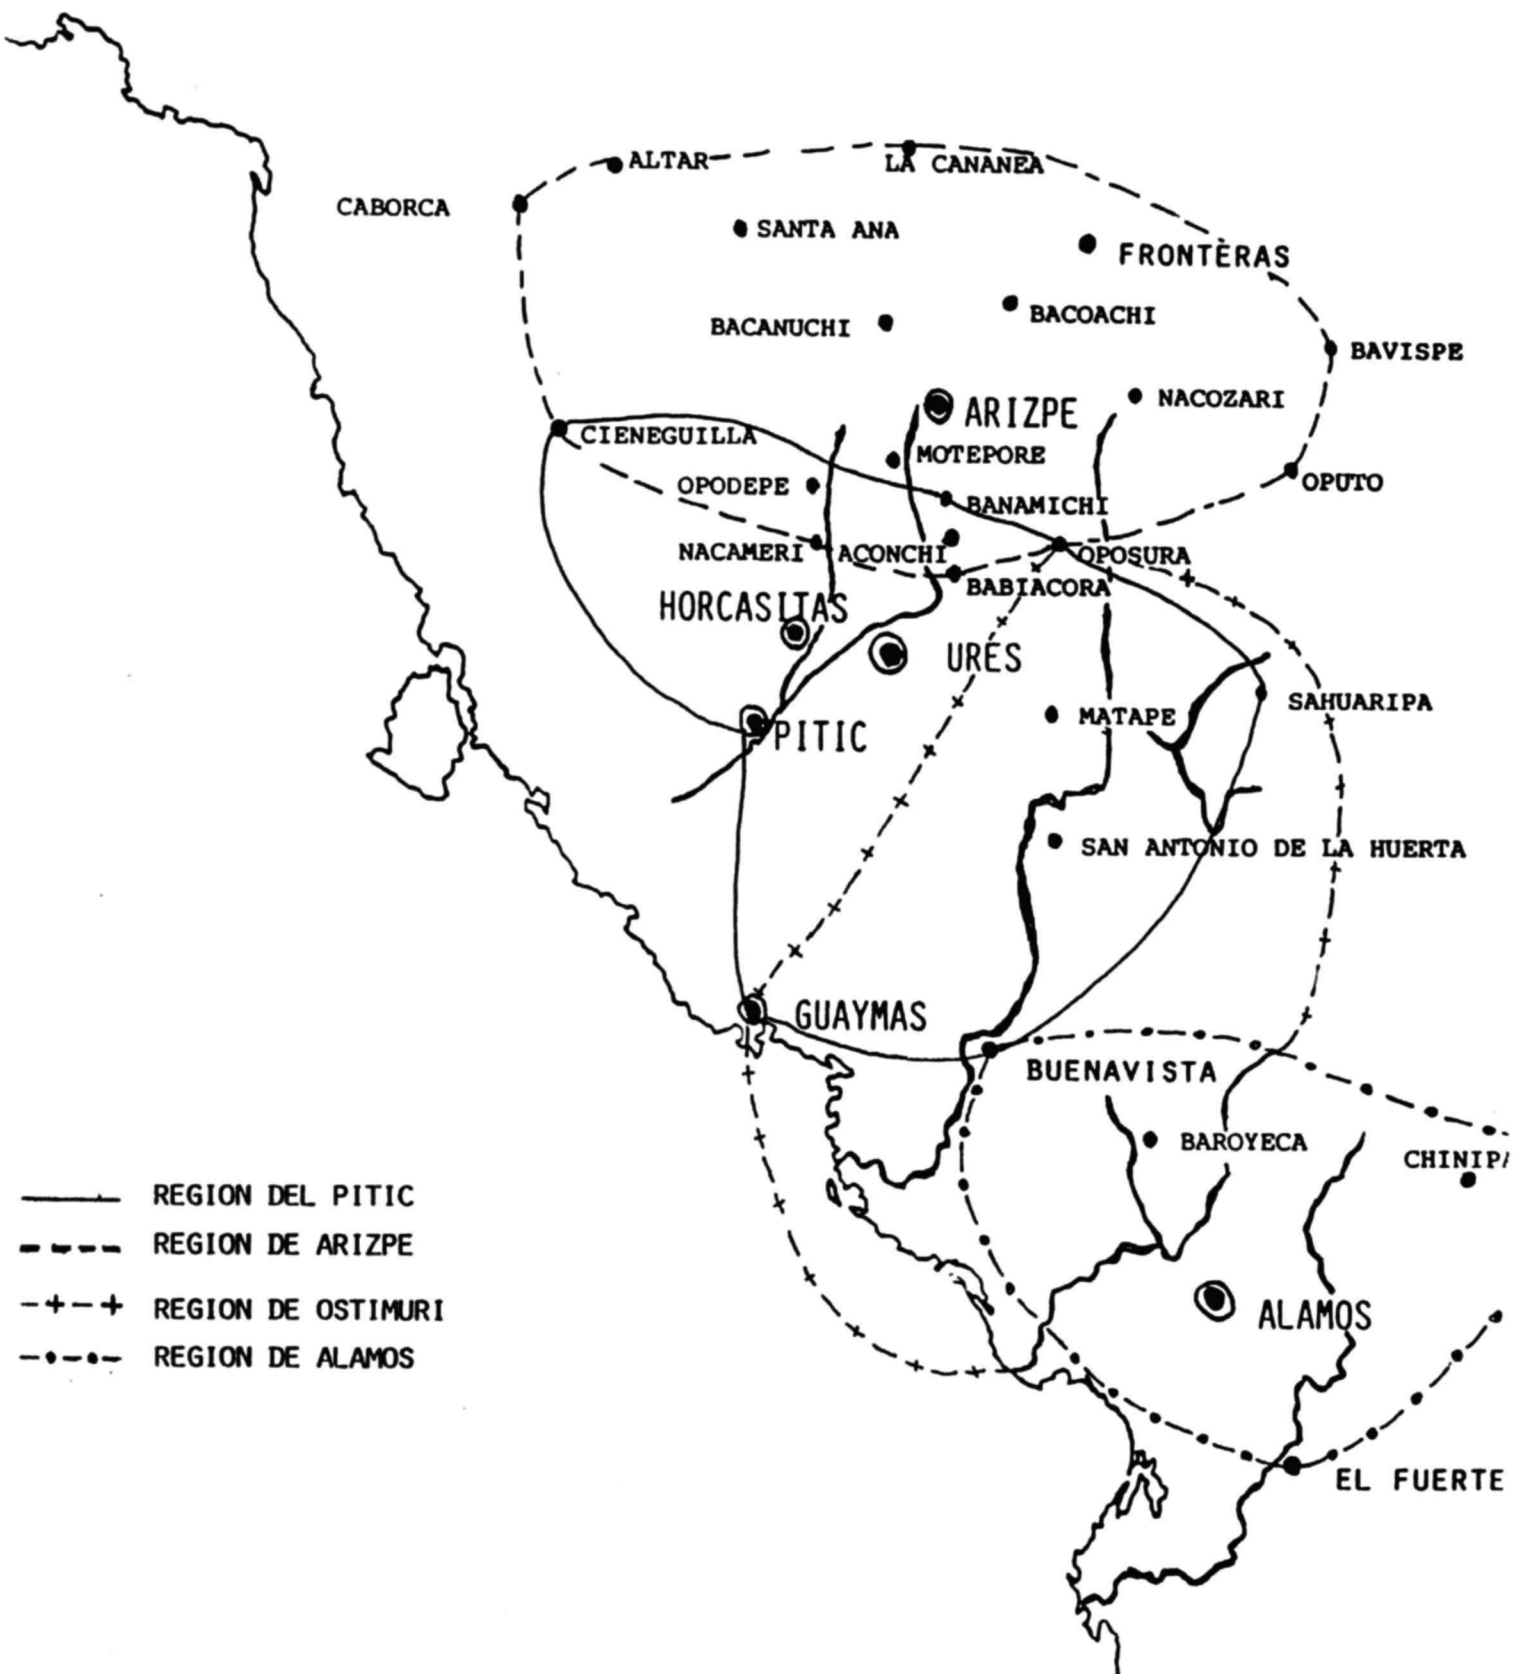 ALTAR
LA CANANEA
CABORCA
SANTA ANA
FRONTERAS
BACOACHI
BACANUCHI
BAVISPE
NACOZARI
ARIZPE
CIENEGUILLA
MOTEPORE
OPODEPE
OPUTO
BANAMICHI
NACAMERI
ACONCHI
OPOSURA
BABIACORA
HORCASITAS
URES
SAHUARIPA
MATAPE
PITIC
SAN ANTONIO DE LA HUERTA
GUAYMAS
BUENAVISTA
BAROYECA
CHINIPA
REGION DEL PITIC
REGION DE ARIZPE
REGION DE OSTIMURI
REGION DE ALAMOS
ALAMOS
EL FUERTE